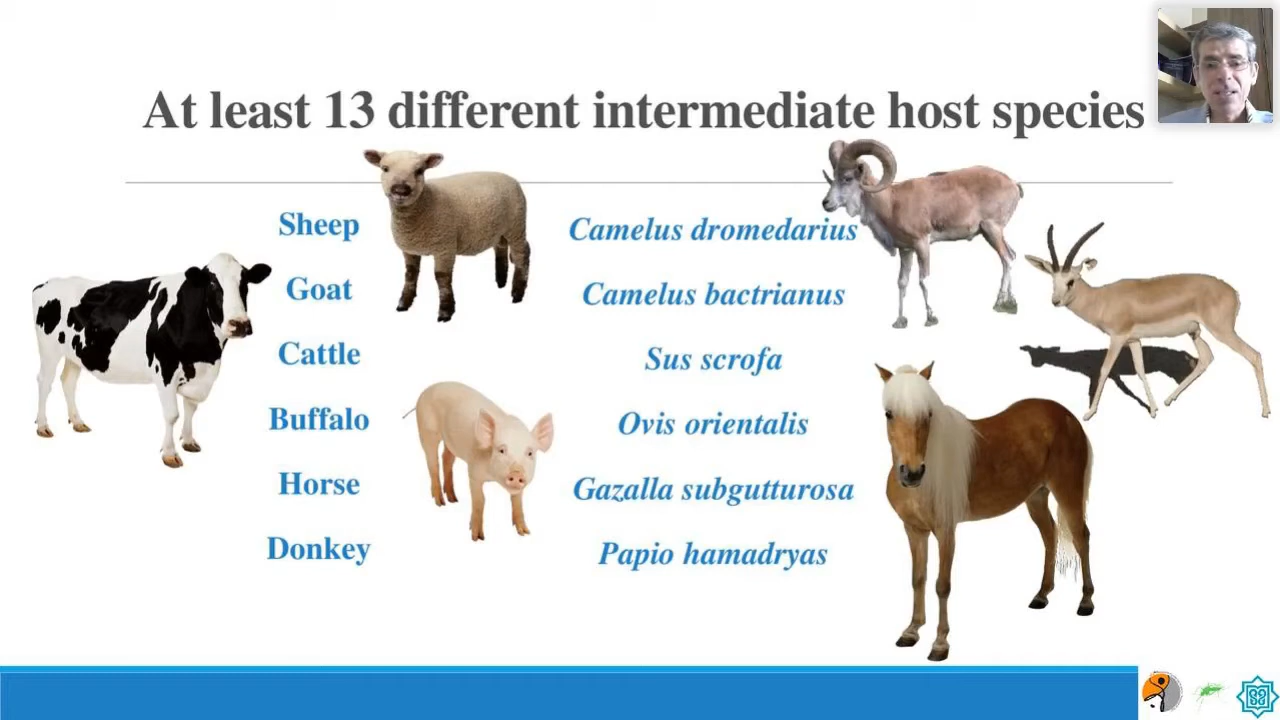 At least 13 different intermediate host species
Sheep
Goat
Cattle
Buffalo
Horse
Donkey
Camelus dromedarius
Camelus bactrianus
Sus scrofa
Ovis orientalis
Gazalla subgutturosa
Papio hamadryas